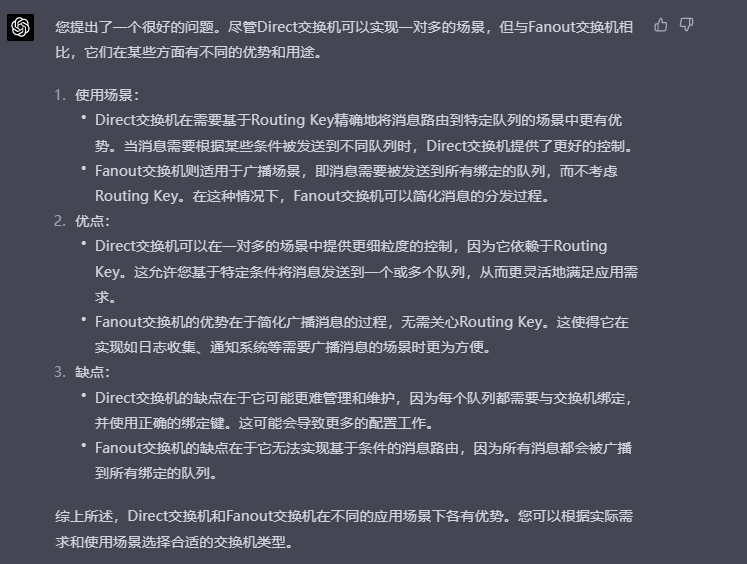 您提出了一个很好的问题。尽管Direct交换机可以实现一对多的场景，但与Fanout交换机相
比，它们在某些方面有不同的优势和用途。
1. 使用场景：
• Direct交换机在需要基于Routing Key精确地将消息路由到特定队列的场景中更有优
势。当消息需要根据某些条件被发送到不同队列时，Direct交换机提供了更好的控制。
• Fanout交换机则适用于广播场景，即消息需要被发送到所有绑定的队列，而不考虑
Routing Key。在这种情况下，Fanout交换机可以简化消息的分发过程。
2. 优点：
• Direct交换机可以在一对多的场景中提供更细粒度的控制，因为它依赖于Routing
Key。这允许您基于特定条件将消息发送到一个或多个队列，从而更灵活地满足应用需
求。
• Fanout交换机的优势在于简化广播消息的过程，无需关心Routing Key。这使得它在
实现如日志收集、通知系统等需要广播消息的场景时更为方便。
3. 缺点：
• Direct交换机的缺点在于它可能更难管理和维护，因为每个队列都需要与交换机绑定，
并使用正确的绑定键。这可能会导致更多的配置工作。
• Fanout交换机的缺点在于它无法实现基于条件的消息路由，因为所有消息都会被广播
到所有绑定的队列。
综上所述，Direct交换机和Fanout交换机在不同的应用场景下各有优势。您可以根据实际需
求和使用场景选择合适的交换机类型。